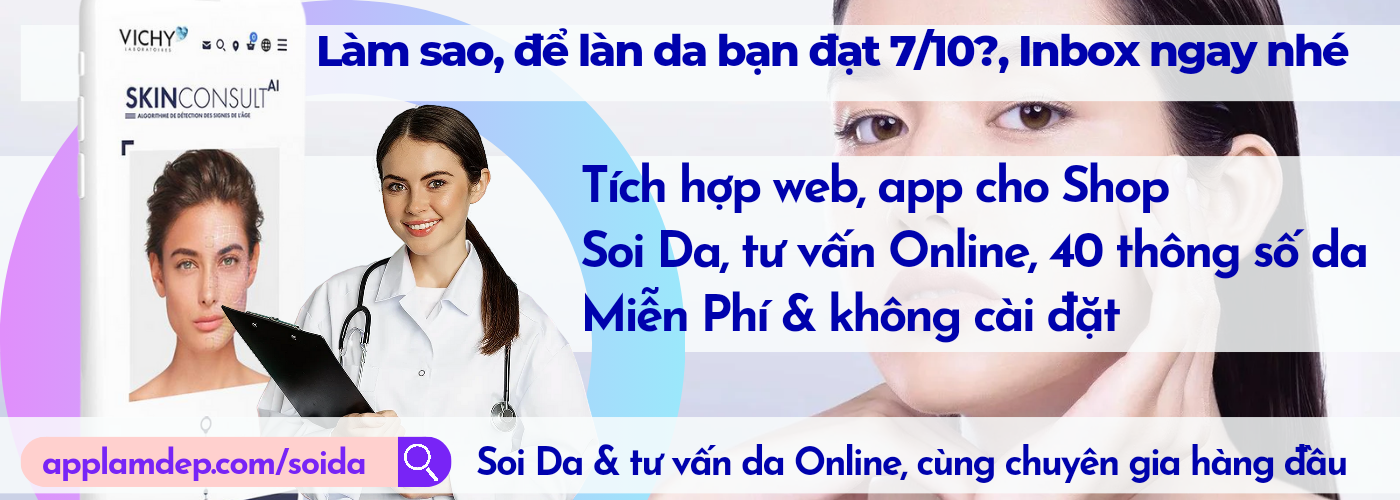 VICHY
LABORATOIRES
SKINCONSULT AI
ALGORITHME DE DÉTECTION DES SIGNES DE L'ÂGE
Làm sao, để làn da bạn đạt 7/10?, Inbox ngay nhé
Tích hợp web, app cho Shop
Soi Da, tư vấn Online, 40 thông số da
Miễn Phí & không cài đặt
applamdep.com/soida
Soi Da & tư vấn da Online, cùng chuyên gia hàng đầu